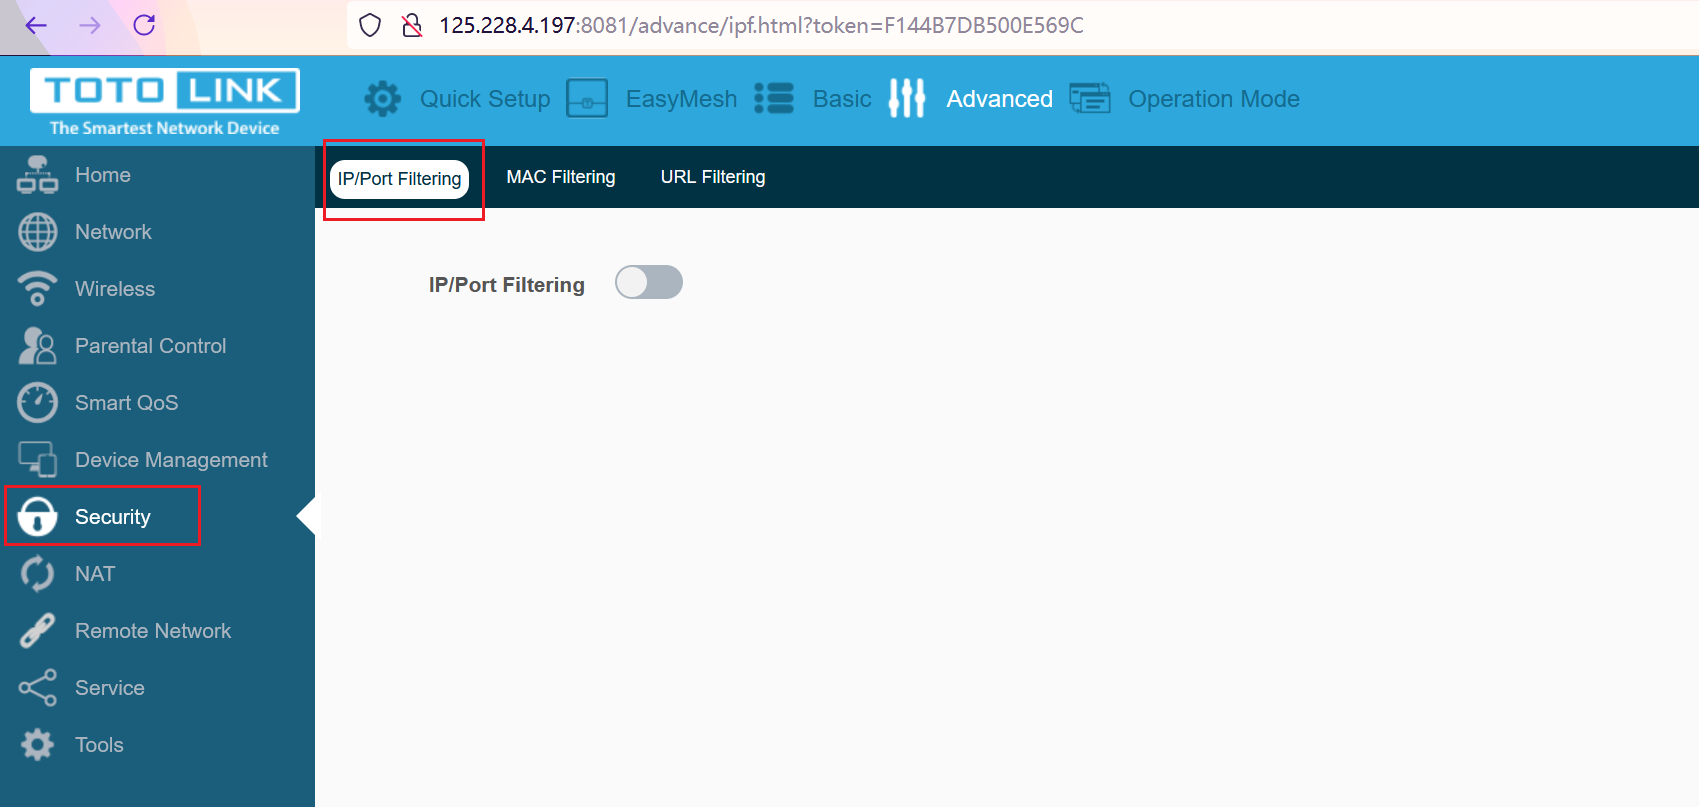 125.228.4.197:8081/advance/ipf.html?token=F144B7DB500E569C
TOTO LINK
The Smartest Network Device
Quick Setup
EasyMesh
Basic
Advanced
Operation Mode
Home
Network
Wireless
Parental Control
Smart QoS
Device Management
Security
NAT
Remote Network
Service
Tools
IP/Port Filtering
MAC Filtering
URL Filtering
IP/Port Filtering